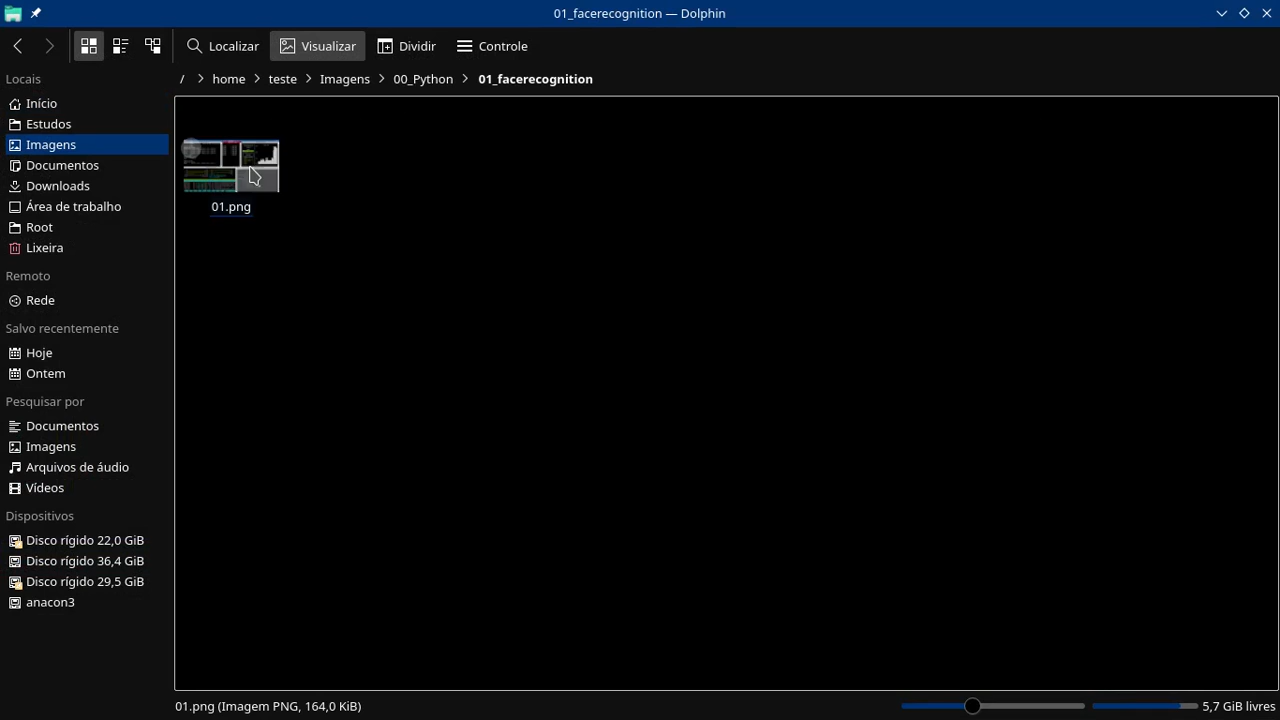 01_facerecognition — Dolphin
Localizar Visualizar Dividir Controle
Locais / home teste Imagens 00_Python 01_facerecognition
Início
Estudos
Imagens
Documentos
Downloads
Área de trabalho
Root
Lixeira
Remoto
Rede
Salvo recentemente
Hoje
Ontem
Pesquisar por
Documentos
Imagens
Arquivos de áudio
Vídeos
Dispositivos
Disco rígido 22,0 GiB
Disco rígido 36,4 GiB
Disco rígido 29,5 GiB
anacon3
01.png
01.png (Imagem PNG, 164,0 KiB) 5,7 GiB livres